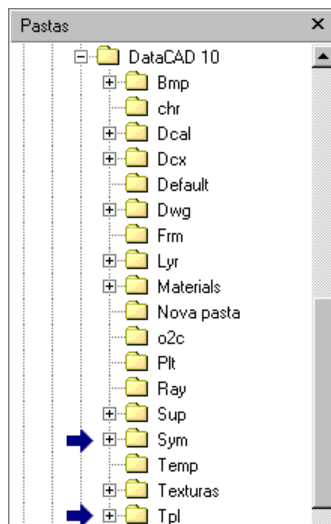 Pastas
DataCAD 10
Bmp
chr
Dcal
Dcx
Default
Dwg
Frm
Lyr
Materials
Nova pasta
o2c
Plt
Ray
Sup
Sym
Temp
Texturas
Tpl